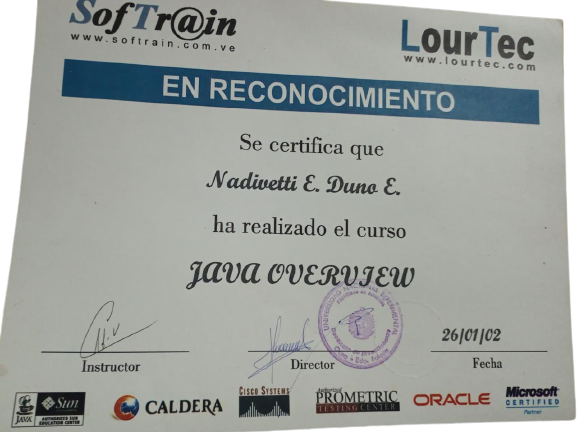 SofTr@in
www.softrain.com.ve
LourTec
www.lourtec.com
EN RECONOCIMIENTO
Se certifica que
Nadivetti E. Duno E.
ha realizado el curso
JAVA OVERVIEW
26/01/02
Instructor
Director
Fecha
JAVA
Sun
AUTHORIZED SUN
EDUCATION CENTER
CALDERA
CISCO SYSTEMS
Authorized
PROMETRIC
TESTING CENTER
ORACLE
Microsoft
CERTIFIED
Partner